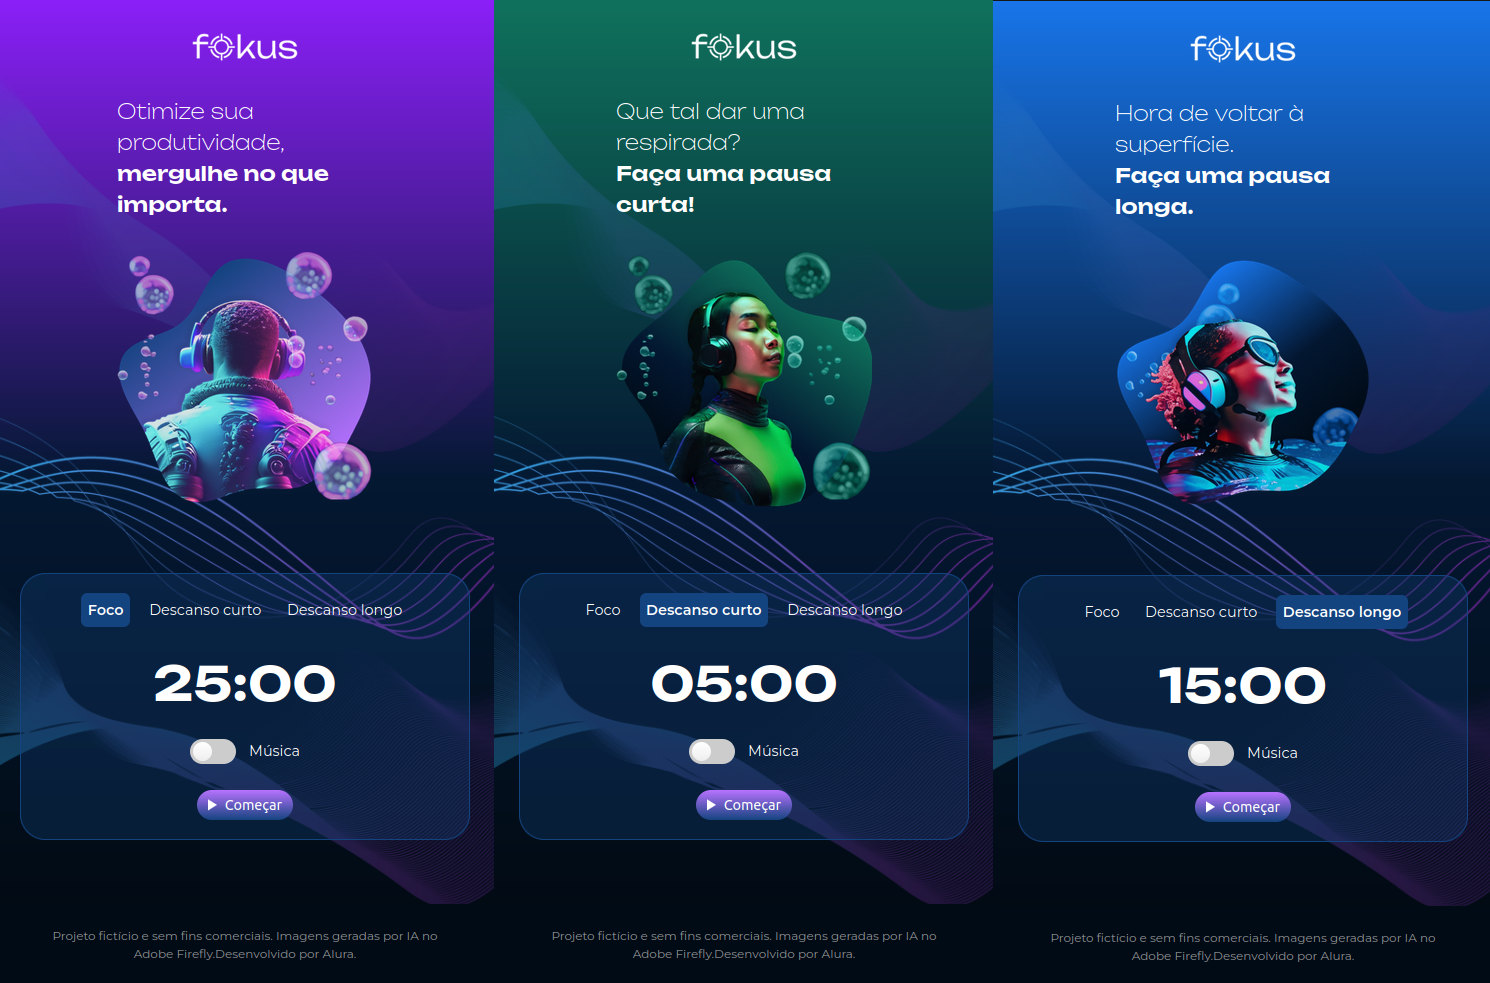 fokus
Otimize sua
produtividade,
mergulhe no que
importa.
Foco
Descanso curto
Descanso longo
25:00
Música
Começar
Projeto fictício e sem fins comerciais. Imagens geradas por IA no
Adobe Firefly.Desenvolvido por Alura.
fokus
Que tal dar uma
respirada?
Faça uma pausa
curta!
Foco
Descanso curto
Descanso longo
05:00
Música
Começar
Projeto fictício e sem fins comerciais. Imagens geradas por IA no
Adobe Firefly.Desenvolvido por Alura.
fokus
Hora de voltar à
superfície.
Faça uma pausa
longa.
Foco
Descanso curto
Descanso longo
15:00
Música
Começar
Projeto fictício e sem fins comerciais. Imagens geradas por IA no
Adobe Firefly.Desenvolvido por Alura.